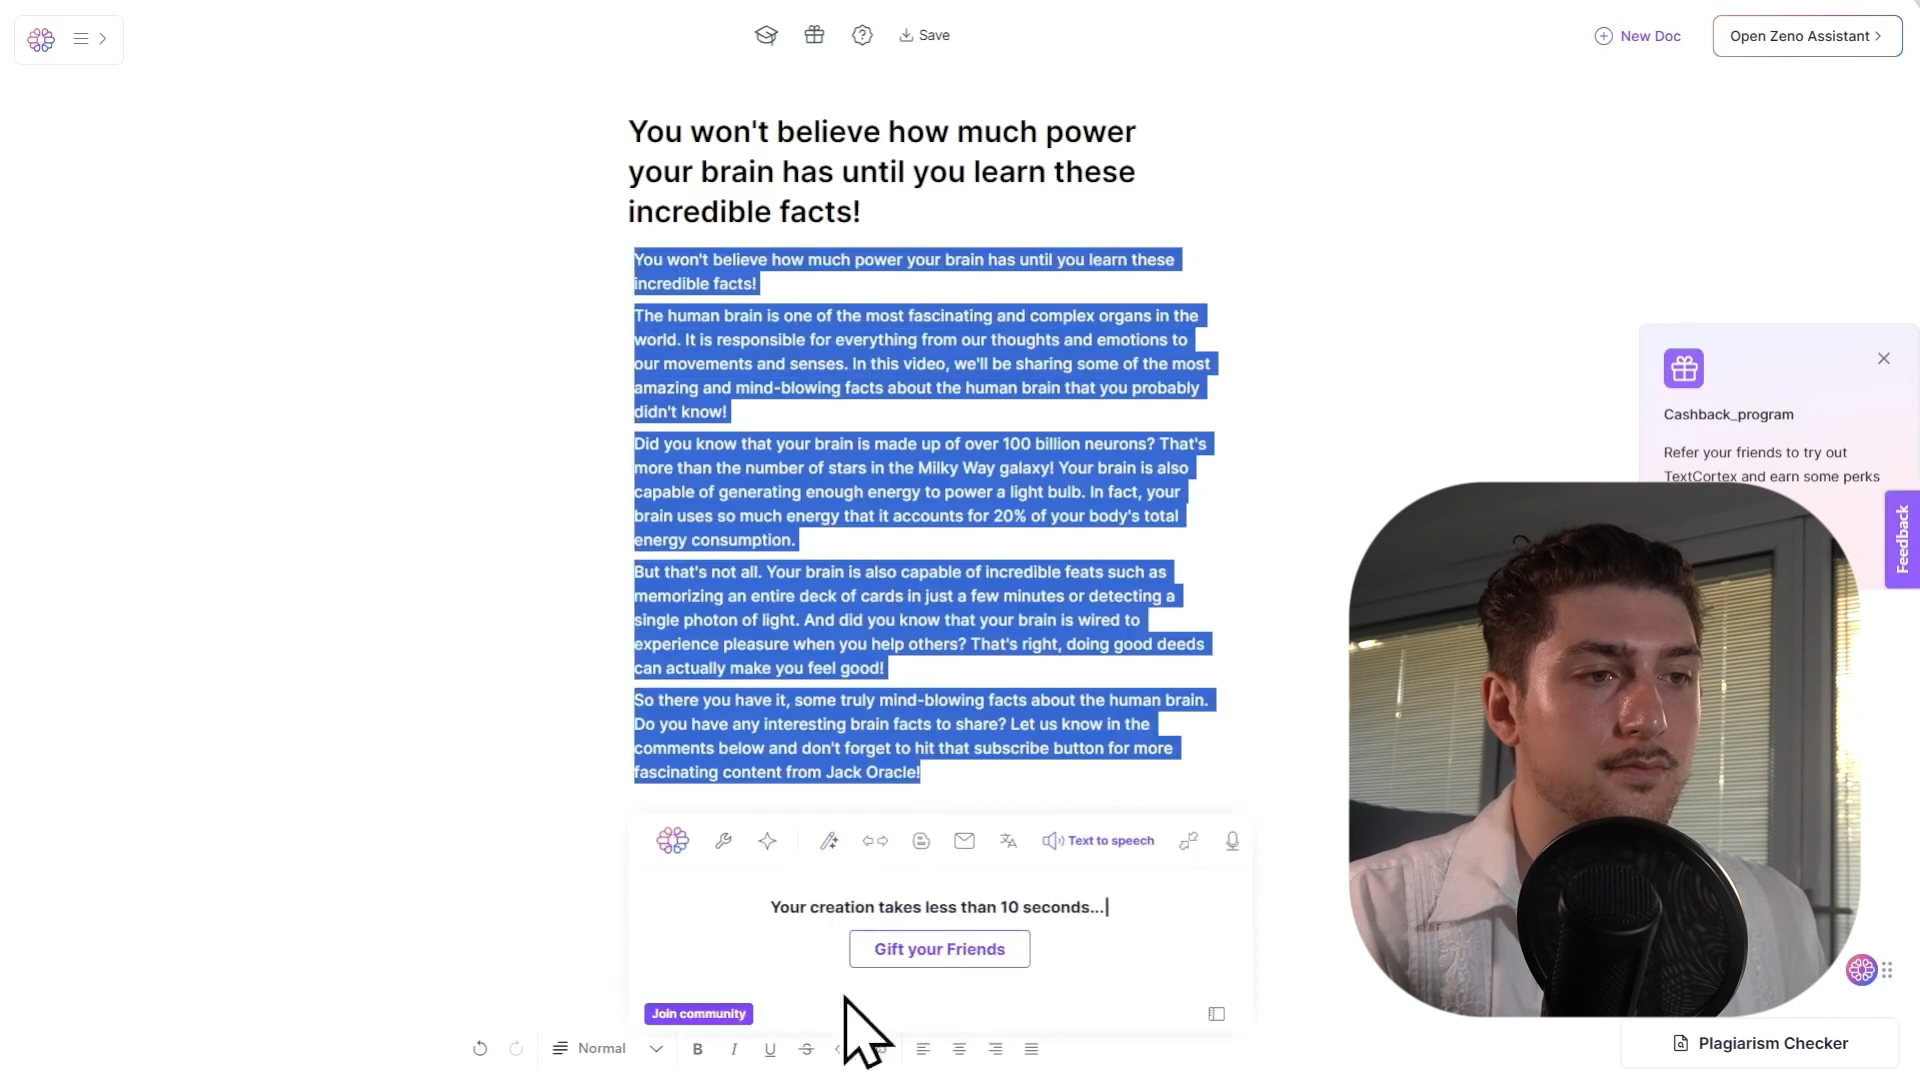 Save
New Doc
Open Zeno Assistant
You won't believe how much power
your brain has until you learn these
incredible facts!
You won't believe how much power your brain has until you learn these
incredible facts!
The human brain is one of the most fascinating and complex organs in the
world. It is responsible for everything from our thoughts and emotions to
our movements and senses. In this video, we'll be sharing some of the most
amazing and mind-blowing facts about the human brain that you probably
didn't know!
Did you know that your brain is made up of over 100 billion neurons? That's
more than the number of stars in the Milky Way galaxy! Your brain is also
capable of generating enough energy to power a light bulb. In fact, your
brain uses so much energy that it accounts for 20% of your body's total
energy consumption.
But that's not all. Your brain is also capable of incredible feats such as
memorizing an entire deck of cards in just a few minutes or detecting a
single photon of light. And did you know that your brain is wired to
experience pleasure when you help others? That's right, doing good deeds
can actually make you feel good!
So there you have it, some truly mind-blowing facts about the human brain.
Do you have any interesting brain facts to share? Let us know in the
comments below and don't forget to hit that subscribe button for more
fascinating content from Jack Oracle!
Cashback_program
Refer your friends to try out
TextCortex and earn some perks
Feedback
Text to speech
Your creation takes less than 10 seconds...
Gift your Friends
Join community
Normal
B I U S
Plagiarism Checker